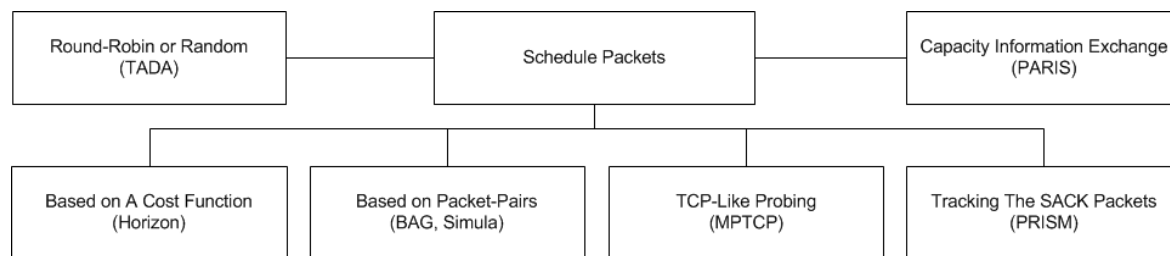 Round-Robin or Random
(TADA)
Schedule Packets
Capacity Information Exchange
(PARIS)
Based on A Cost Function
(Horizon)
Based on Packet-Pairs
(BAG, Simula)
TCP-Like Probing
(MPTCP)
Tracking The SACK Packets
(PRISM)